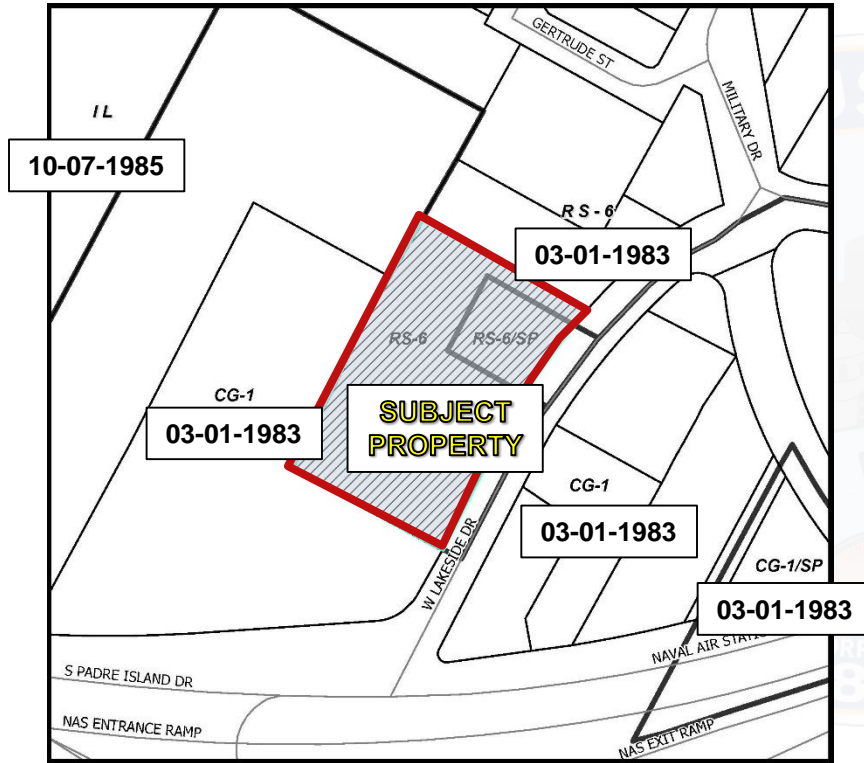 GERTRUDE ST
MILITARY DR
IL
10-07-1985
RS-6
03-01-1983
RS-6
RS-6/SP
CG-1
03-01-1983
SUBJECT
PROPERTY
CG-1
03-01-1983
W LAKESIDE DR
CG-1/SP
03-01-1983
NAVAL AIR
S PADRE ISLAND DR
NAS ENTRANCE RAMP
NAS EXIT RAMP